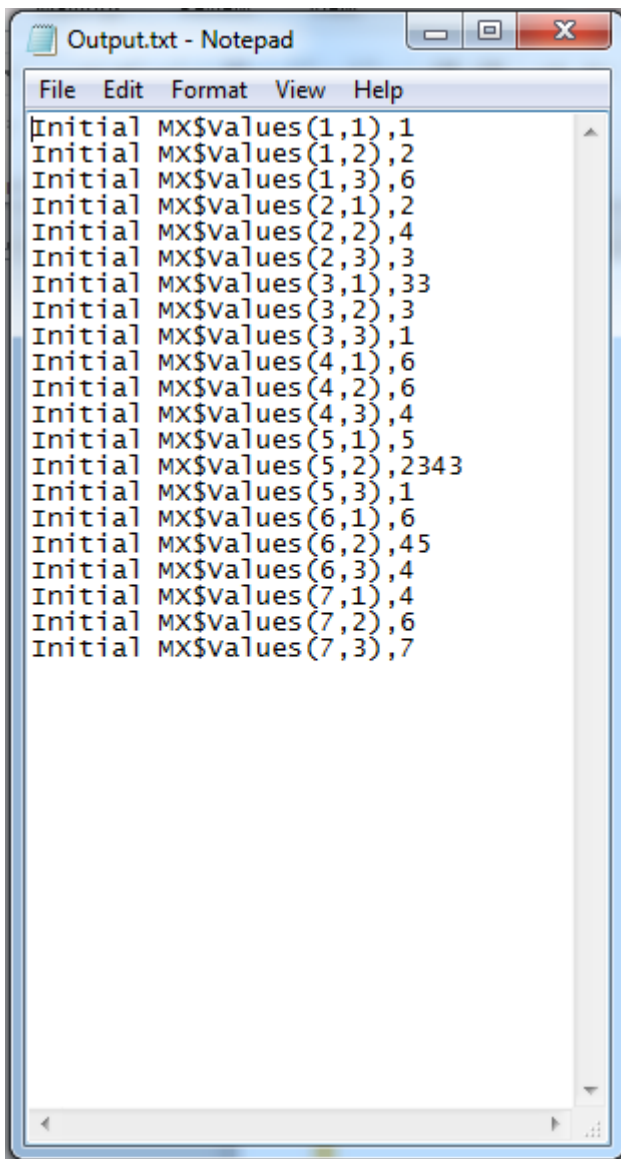 Output.txt - Notepad
File Edit Format View Help
Initial MX$Values(1,1),1
Initial MX$Values(1,2),2
Initial MX$Values(1,3),6
Initial MX$Values(2,1),2
Initial MX$Values(2,2),4
Initial MX$Values(2,3),3
Initial MX$Values(3,1),33
Initial MX$Values(3,2),3
Initial MX$Values(3,3),1
Initial MX$Values(4,1),6
Initial MX$Values(4,2),6
Initial MX$Values(4,3),4
Initial MX$Values(5,1),5
Initial MX$Values(5,2),2343
Initial MX$Values(5,3),1
Initial MX$Values(6,1),6
Initial MX$Values(6,2),45
Initial MX$Values(6,3),4
Initial MX$Values(7,1),4
Initial MX$Values(7,2),6
Initial MX$Values(7,3),7